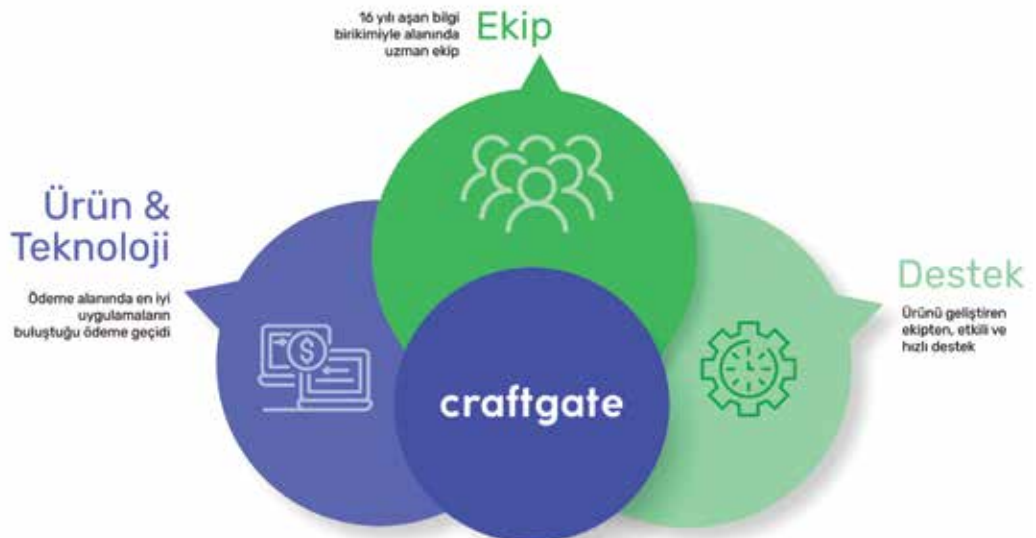 16 yılı aşan bilgi
birikimiyle alanında
uzman ekip
Ekip
Ürün &
Teknoloji
Ödeme alanında en iyi
uygulamaların
buluştuğu ödeme geçidi
$
Destek
Ürünü geliştiren
ekipten, etkili ve
hızlı destek
craftgate